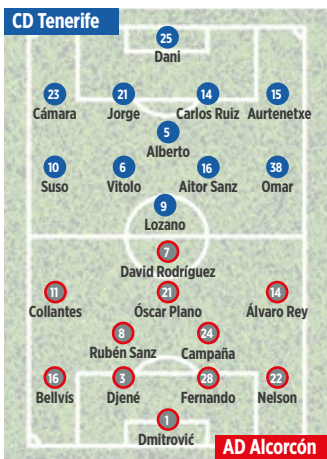 CD Tenerife
25
Dani
23 21 14 15
Cámara Jorge Carlos Ruiz Aurtenetxe
5
Alberto
10 6 16 38
Suso Vitolo Aitor Sanz Omar
9
Lozano
7
David Rodríguez
11 21 14
Collantes Óscar Plano Álvaro Rey
8 24
Rubén Sanz Campaña
16 3 28 22
Bellvís Djené Fernando Nelson
1
Dmitrović
AD Alcorcón